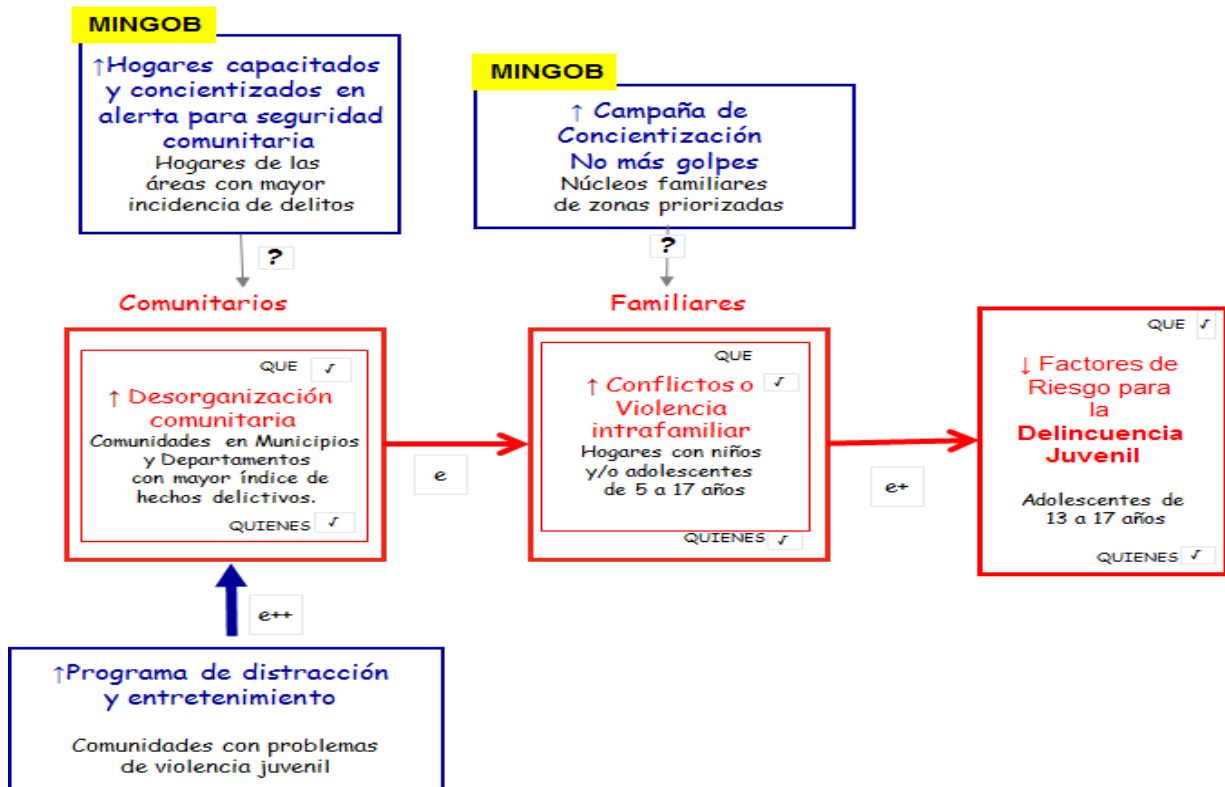 MINGOB
↑Hogares capacitados
y concientizados en
alerta para seguridad
comunitaria
Hogares de las
áreas con mayor
incidencia de delitos
?
MINGOB
↑ Campaña de
Concientización
No más golpes
Núcleos familiares
de zonas priorizadas
?
Comunitarios
QUE √
↑ Desorganización
comunitaria
Comunidades en Municipios
y Departamentos
con mayor índice de
hechos delictivos.
QUIENES √
e
Familiares
QUE
↑ Conflictos o √
Violencia
intrafamiliar
Hogares con niños
y/o adolescentes
de 5 a 17 años
QUIENES √
e+
QUE √
↓ Factores de
Riesgo para
la
Delincuencia
Juvenil
Adolescentes de
13 a 17 años
QUIENES √
e++
↑Programa de distracción
y entretenimiento
Comunidades con problemas
de violencia juvenil